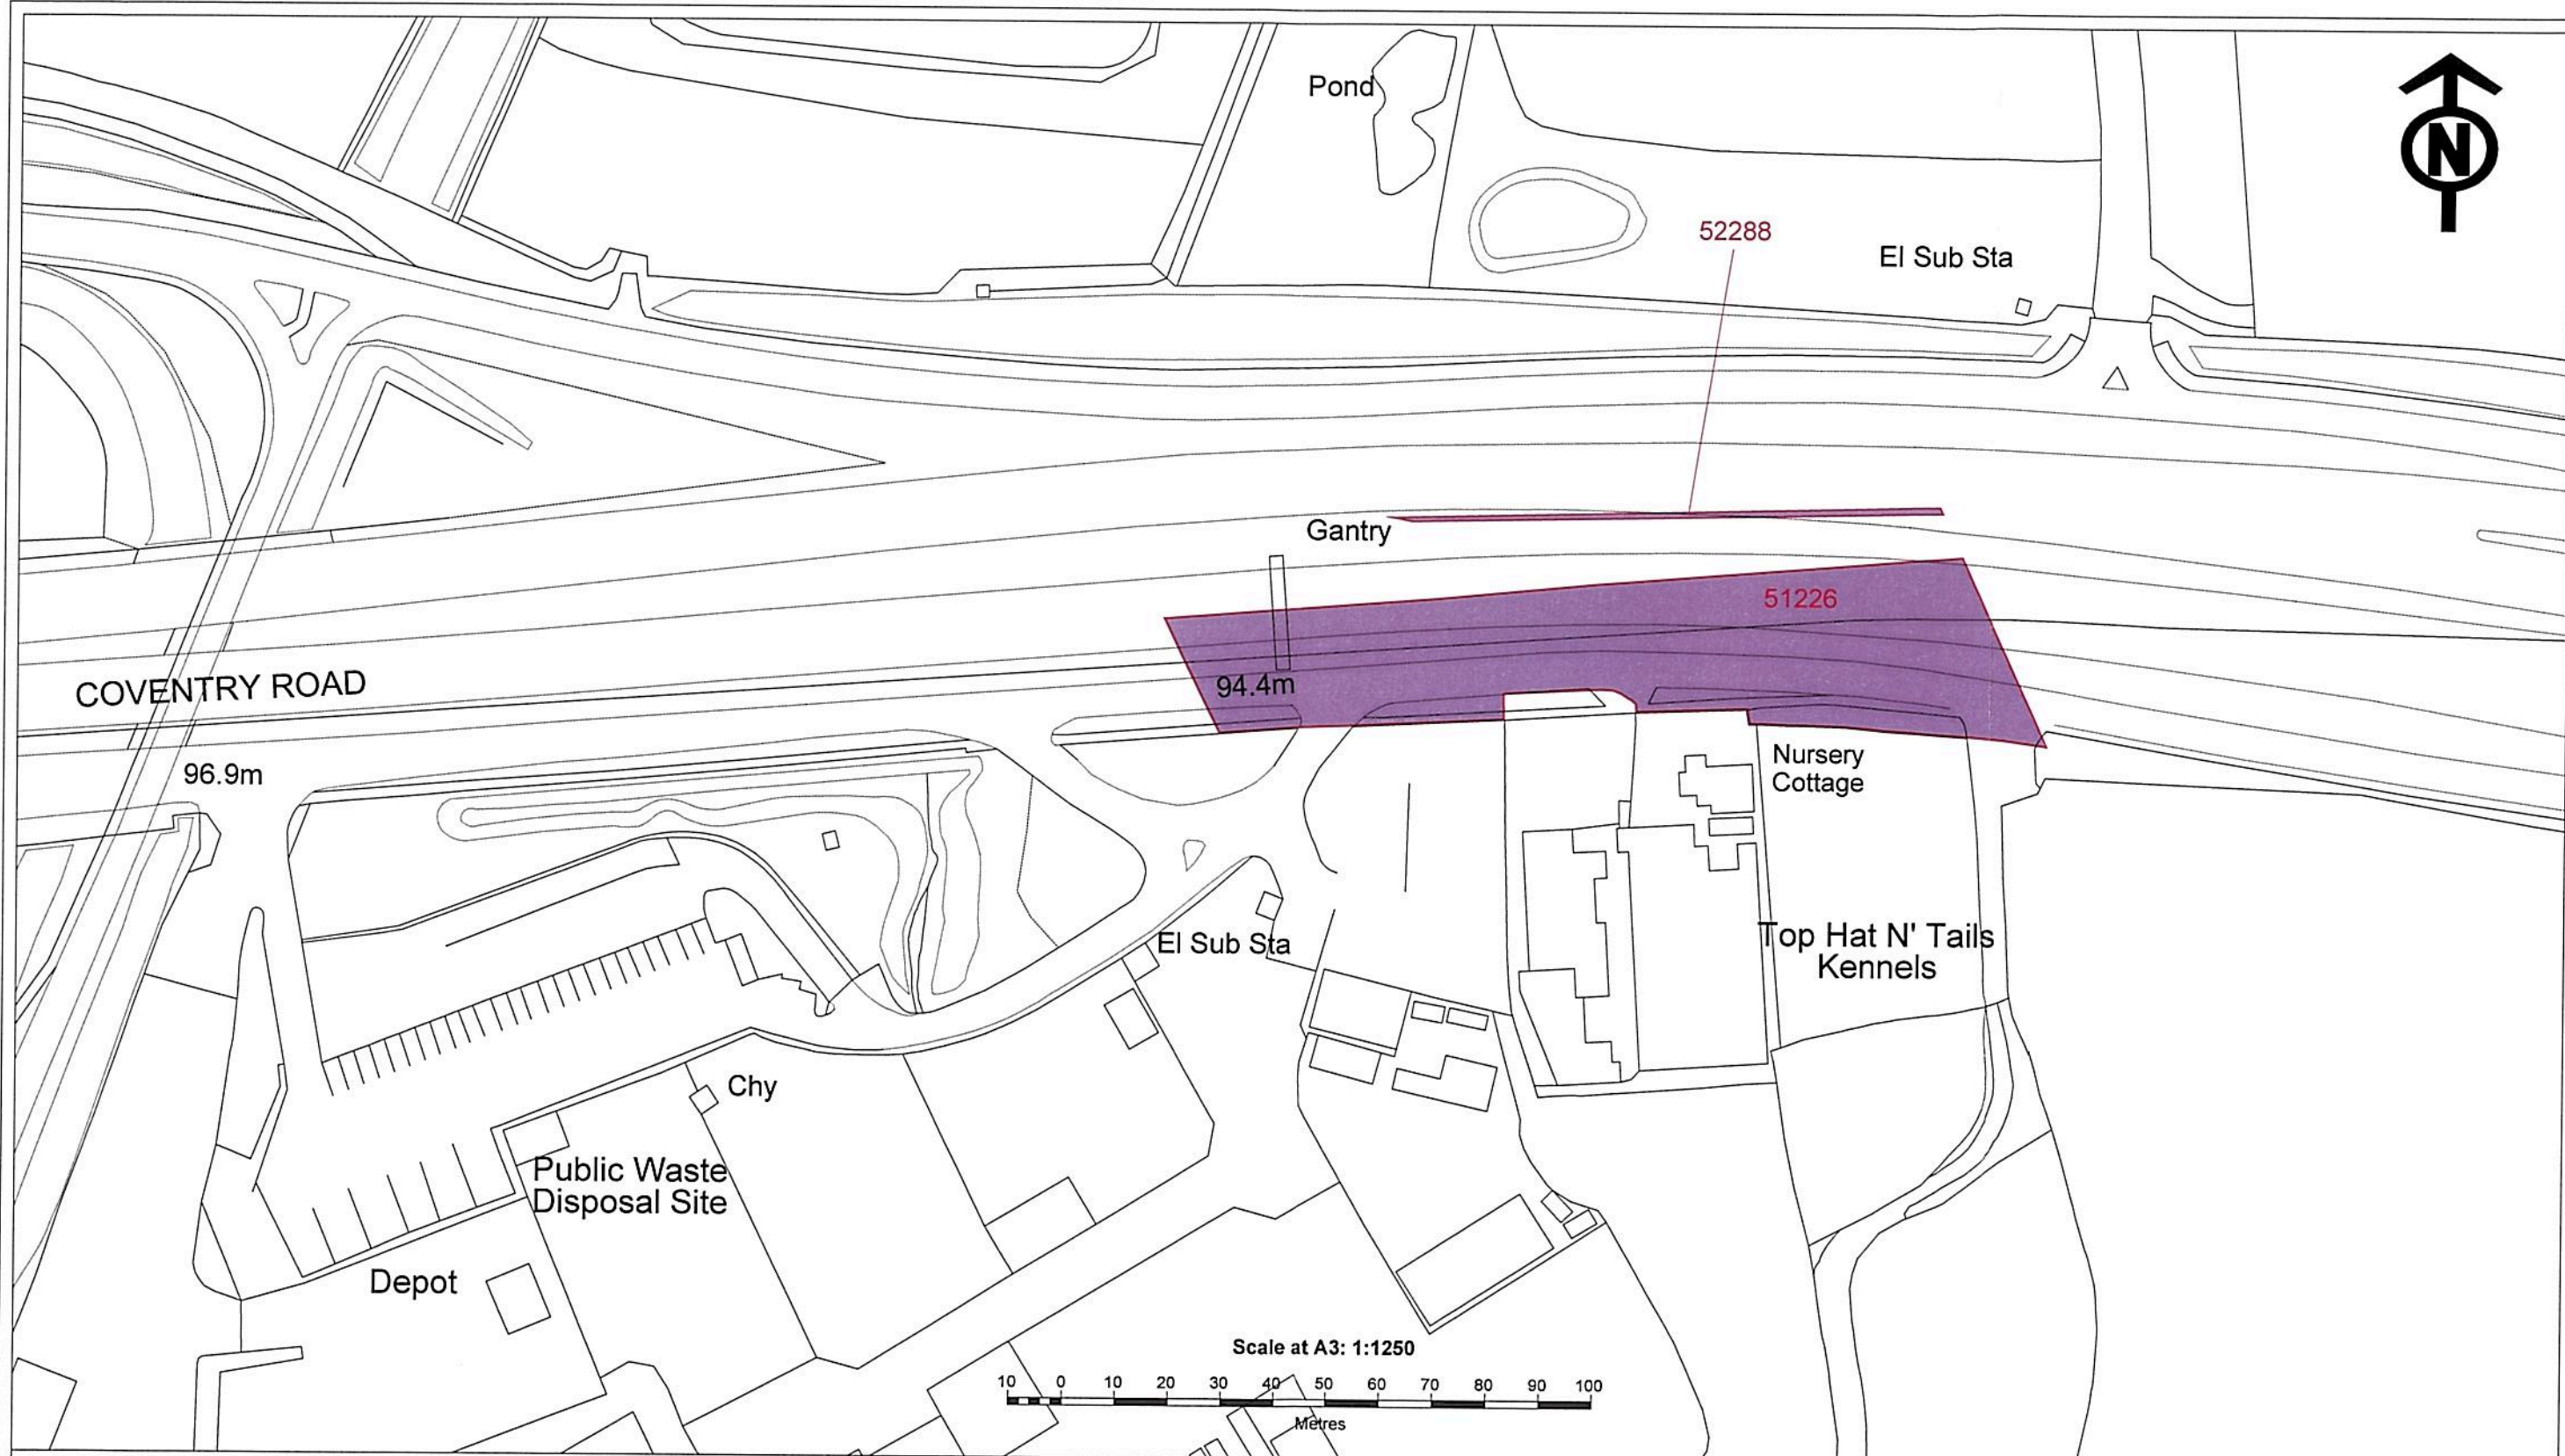 Pond
N
52288
El Sub Sta
Gantry
51226
COVENTRY ROAD
94.4m
96.9m
Nursery
Cottage
Top Hat N' Tails
Kennels
El Sub Sta
Chy
Public Waste
Disposal Site
Depot
Scale at A3: 1:1250
10 0 10 20 30 40 50 60 70 80 90 100
Metres